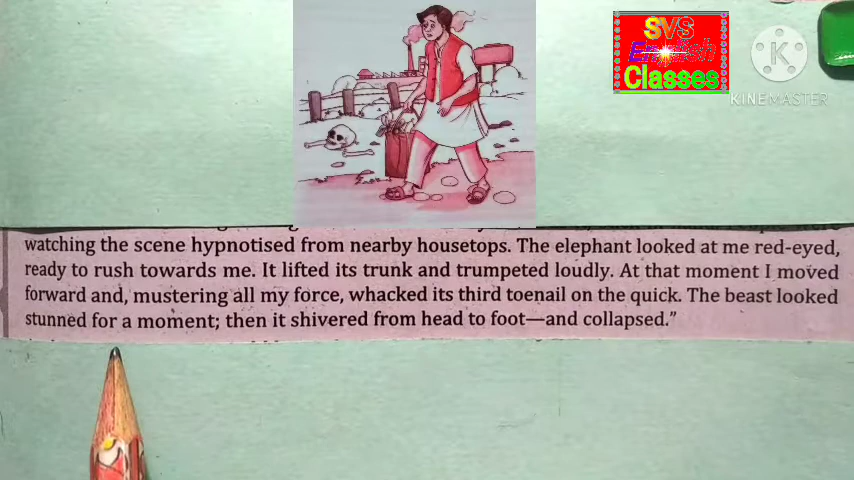 SVS
English
Classes
KINEMASTER
watching the scene hypnotised from nearby housetops. The elephant looked at me red-eyed,
ready to rush towards me. It lifted its trunk and trumpeted loudly. At that moment I moved
forward and, mustering all my force, whacked its third toenail on the quick. The beast looked
stunned for a moment; then it shivered from head to foot—and collapsed.”